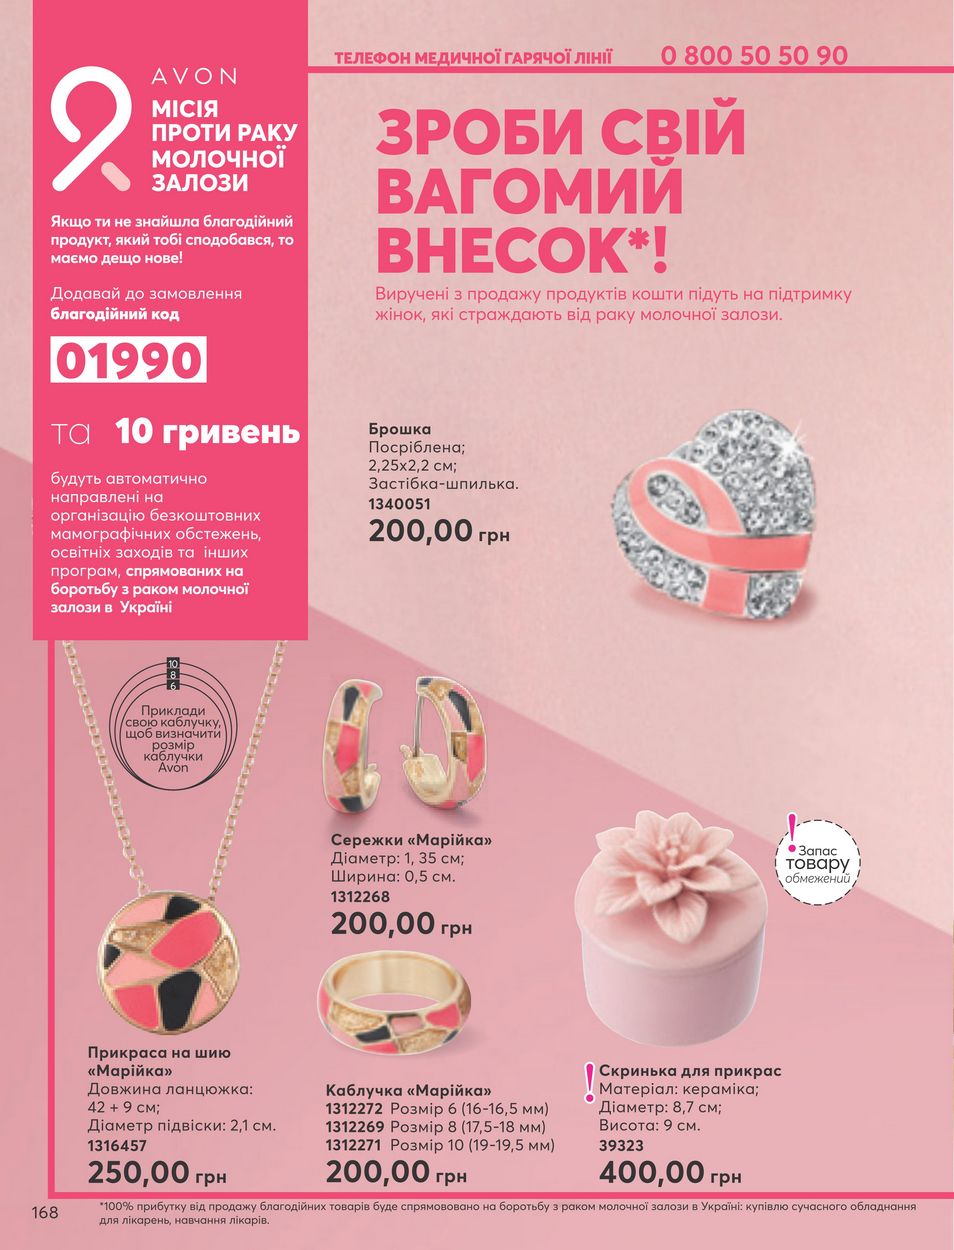 ТЕЛЕФОН МЕДИЧНОЇ ГАРЯЧОЇ ЛІНІЇ 0 800 50 50 90
AVON
МІСІЯ
ПРОТИ РАКУ
МОЛОЧНОЇ
ЗАЛОЗИ
Якщо ти не знайшла благодійний
продукт, який тобі сподобався, то
маємо дещо нове!
Додавай до замовлення
благодійний код
01990
та 10 гривень
будуть автоматично
направлені на
організацію безкоштовних
мамографічних обстежень,
освітніх заходів та інших
програм, спрямованих на
боротьбу з раком молочної
залози в Україні
ЗРОБИ СВІЙ
ВАГОМИЙ
ВНЕСОК*!
Виручені з продажу продуктів кошти підуть на підтримку
жінок, які страждають від раку молочної залози.
Брошка
Посріблена;
2,25х2,2 см;
Застібка-шпилька.
1340051
200,00 грн
10
8
6
Приклади
свою каблучку,
щоб визначити
розмір
каблучки
Avon
Сережки «Марійка»
Діаметр: 1, 35 см;
Ширина: 0,5 см.
1312268
200,00 грн
! Запас
товару
обмежений
Прикраса на шию
«Марійка»
Довжина ланцюжка:
42 + 9 см;
Діаметр підвіски: 2,1 см.
1316457
250,00 грн
Каблучка «Марійка»
1312272 Розмір 6 (16-16,5 мм)
1312269 Розмір 8 (17,5-18 мм)
1312271 Розмір 10 (19-19,5 мм)
200,00 грн
! Скринька для прикрас
Матеріал: кераміка;
Діаметр: 8,7 см;
Висота: 9 см.
39323
400,00 грн
168
*100% прибутку від продажу благодійних товарів буде спрямововано на боротьбу з раком молочної залози в Україні: купівлю сучасного обладнання
для лікарень, навчання лікарів.